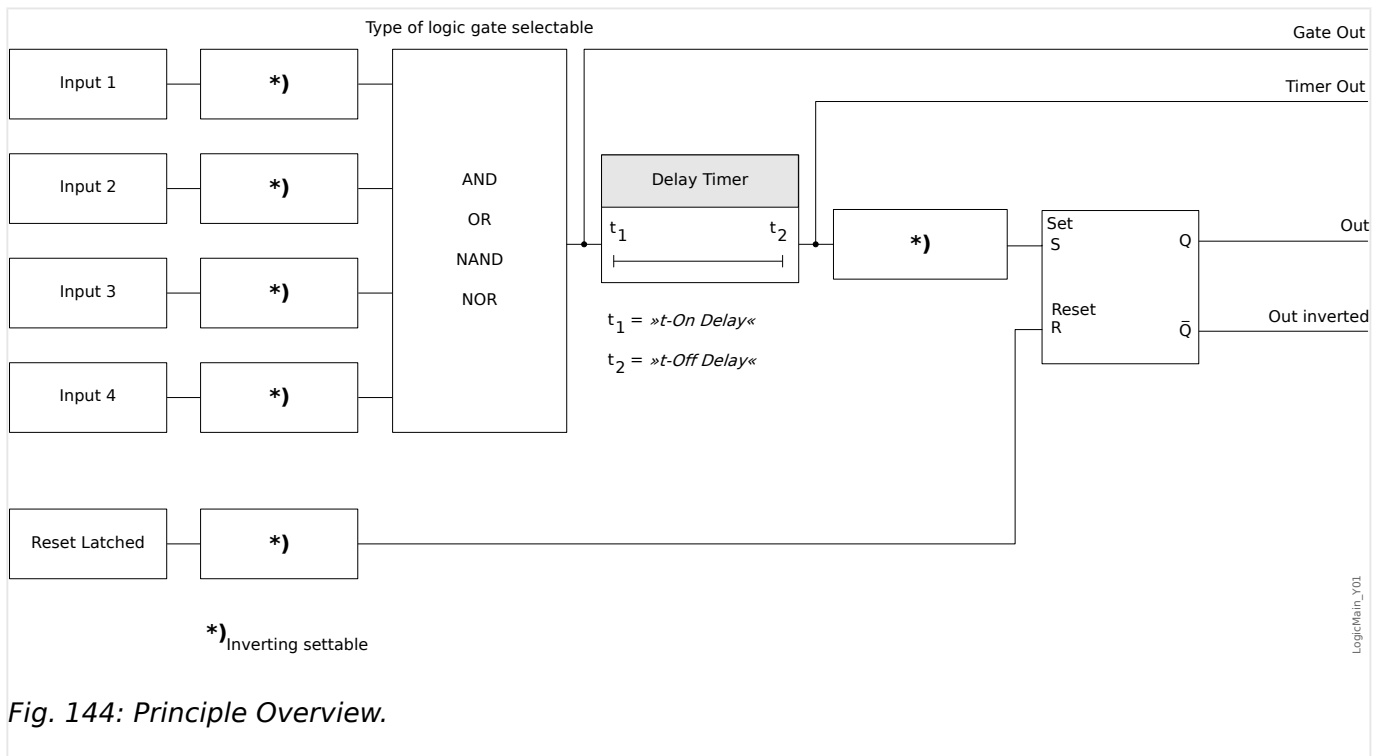 Type of logic gate selectable
Gate Out
Input 1
*)
Timer Out
Input 2
*)
AND
OR
NAND
NOR
Delay Timer
t1
t2
*)
Set
S
Q
Out
Reset
R
Q̄
Out inverted
Input 3
*)
t1 = »t-On Delay«
t2 = »t-Off Delay«
Input 4
*)
Reset Latched
*)
*) Inverting settable
LogicMain_Y01
Fig. 144: Principle Overview.